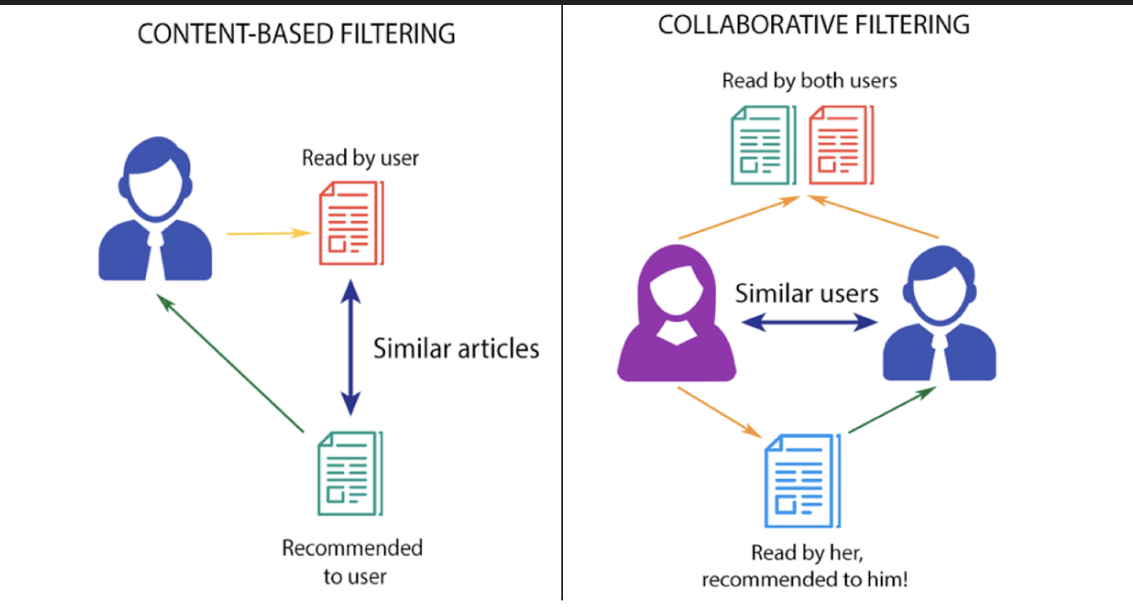 CONTENT-BASED FILTERING
Read by user
Similar articles
Recommended
to user
COLLABORATIVE FILTERING
Read by both users
Similar users
Read by her,
recommended to him!